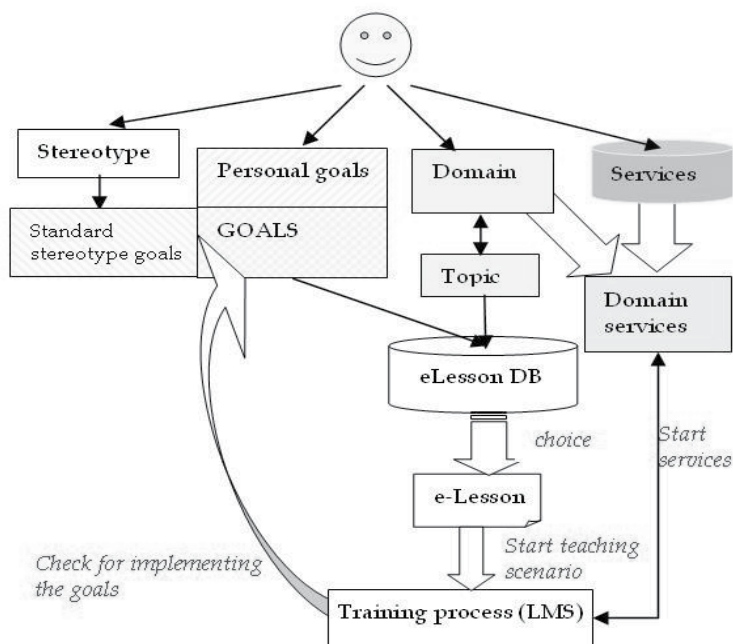 Stereotype
Personal goals
Domain
Services
Standard
stereotype goals
GOALS
Topic
Domain
services
eLesson DB
choice
Start
services
e-Lesson
Start teaching
scenario
Check for implementing
the goals
Training process (LMS)